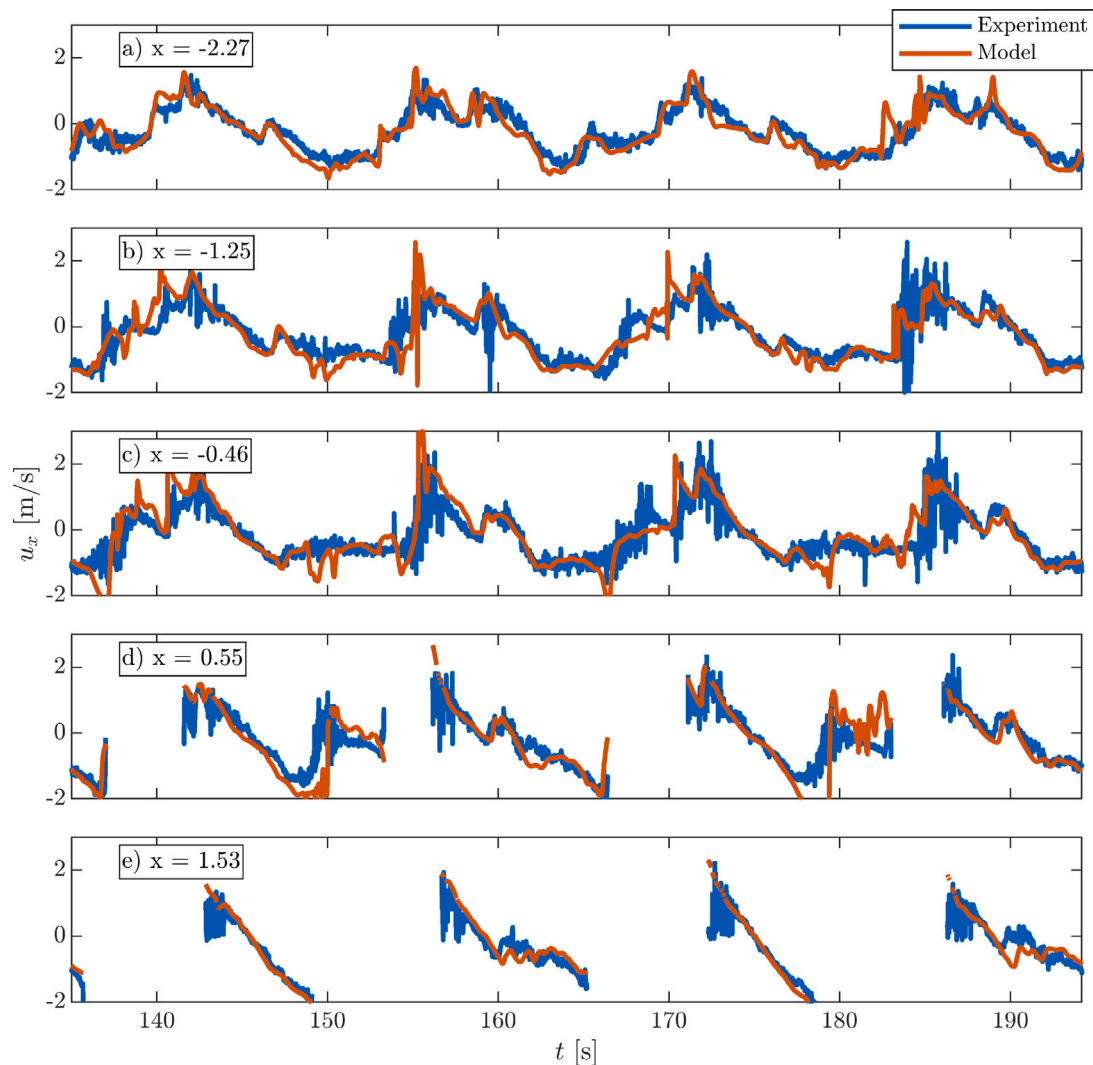 Experiment
Model
a) x = -2.27
2
0
-2
b) x = -1.25
2
0
-2
c) x = -0.46
2
0
-2
u_x [m/s]
d) x = 0.55
2
0
-2
e) x = 1.53
2
0
-2
140 150 160 170 180 190
t [s]